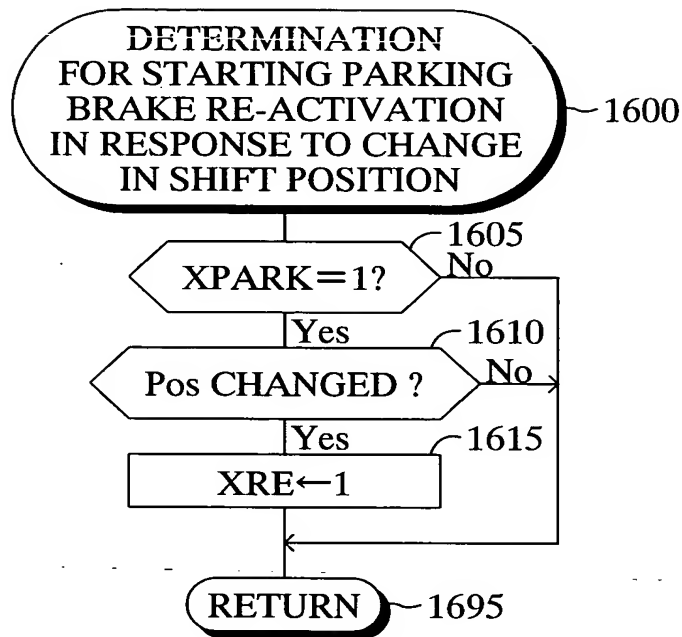 DETERMINATION
FOR STARTING PARKING
BRAKE RE-ACTIVATION
IN RESPONSE TO CHANGE
IN SHIFT POSITION
1600
1605
XPARK=1?
No
Yes
1610
Pos CHANGED ?
No
Yes
1615
XRE←1
RETURN
1695